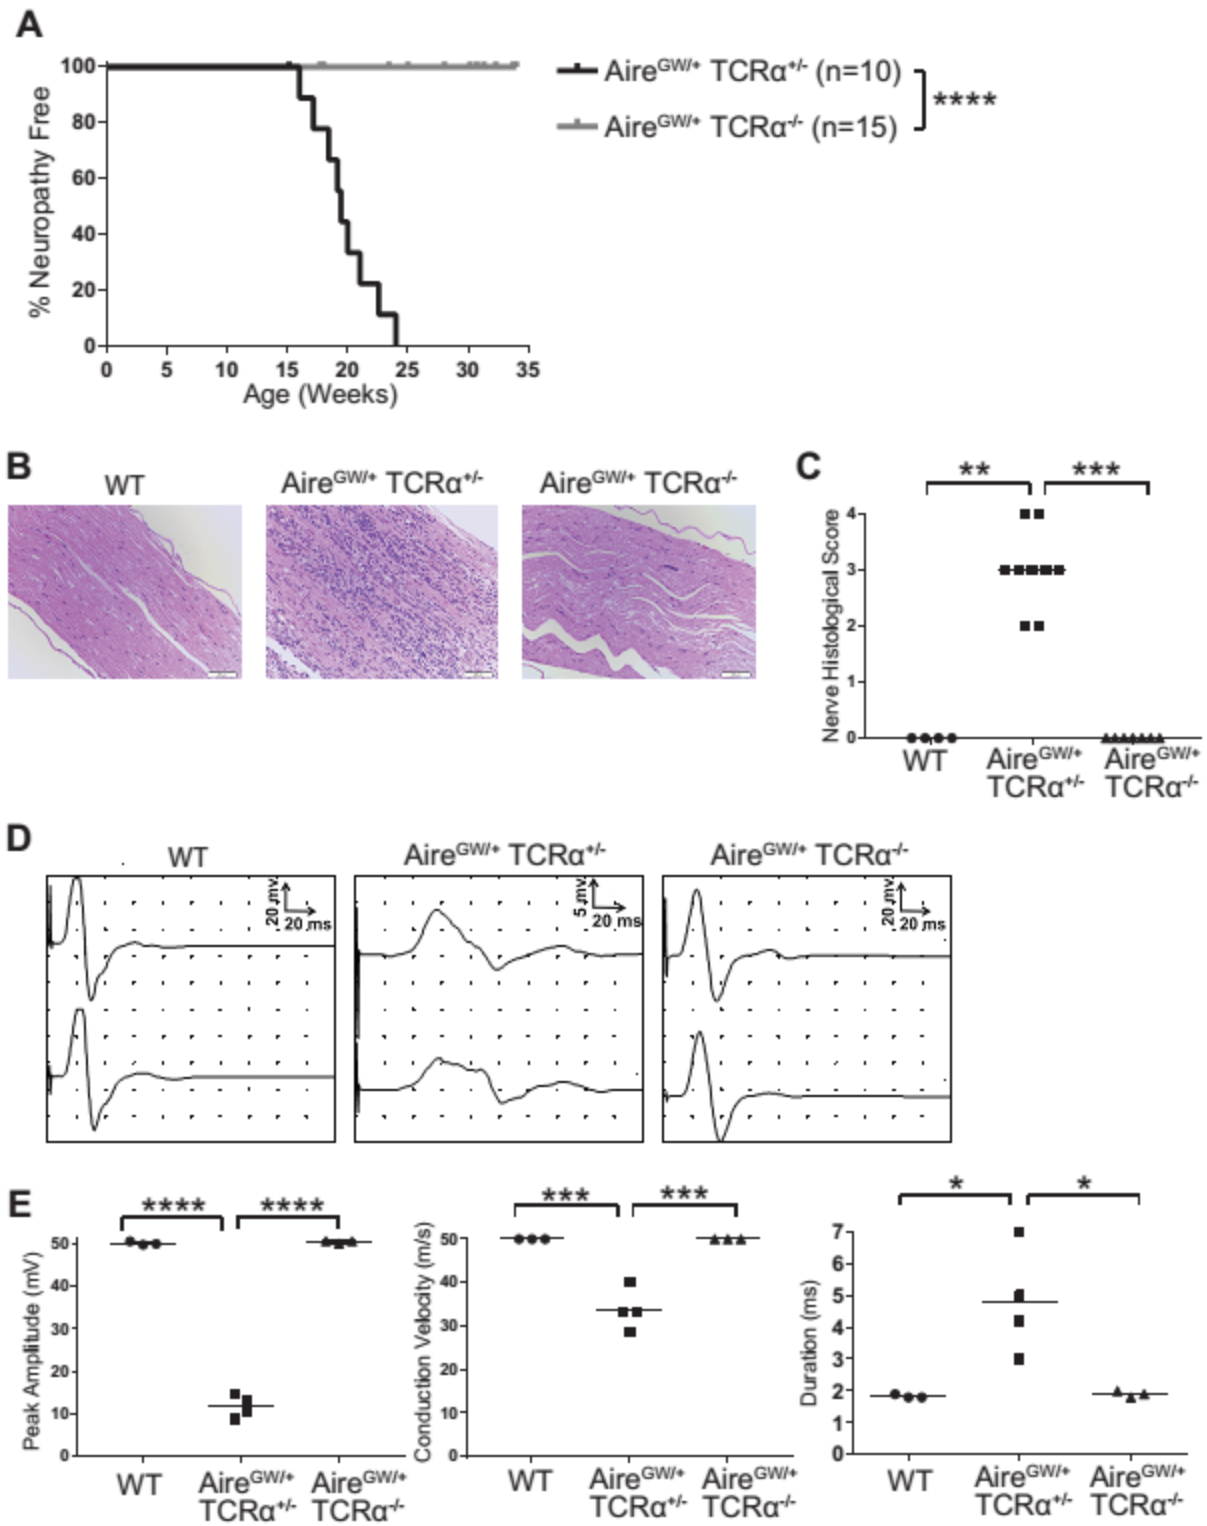 A
% Neuropathy Free
100
80
60
40
20
0
0 5 10 15 20 25 30 35
Age (Weeks)
Aire^GW/+ TCRα^+/- (n=10)
Aire^GW/+ TCRα^-/- (n=15)
****
B
WT
Aire^GW/+ TCRα^+/-
Aire^GW/+ TCRα^-/-
C
** ***
Nerve Histological Score
4
3
2
1
0
WT
Aire^GW/+
TCRα^+/-
Aire^GW/+
TCRα^-/-
D
WT
20 mv
20 ms
Aire^GW/+ TCRα^+/-
5 mv
20 ms
Aire^GW/+ TCRα^-/-
20 mv
20 ms
E
**** ****
Peak Amplitude (mV)
50
40
30
20
10
0
WT
Aire^GW/+
TCRα^+/-
Aire^GW/+
TCRα^-/-
*** ***
Conduction Velocity (m/s)
50
40
30
20
10
0
WT
Aire^GW/+
TCRα^+/-
Aire^GW/+
TCRα^-/-
* *
Duration (ms)
7
6
5
4
3
2
1
0
WT
Aire^GW/+
TCRα^+/-
Aire^GW/+
TCRα^-/-